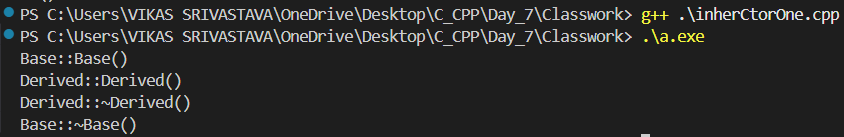 PS C:\Users\VIKAS SRIVASTAVA\OneDrive\Desktop\C_CPP\Day_7\Classwork> g++ .\inherCtorOne.cpp
PS C:\Users\VIKAS SRIVASTAVA\OneDrive\Desktop\C_CPP\Day_7\Classwork> .\a.exe
Base::Base()
Derived::Derived()
Derived::~Derived()
Base::~Base()